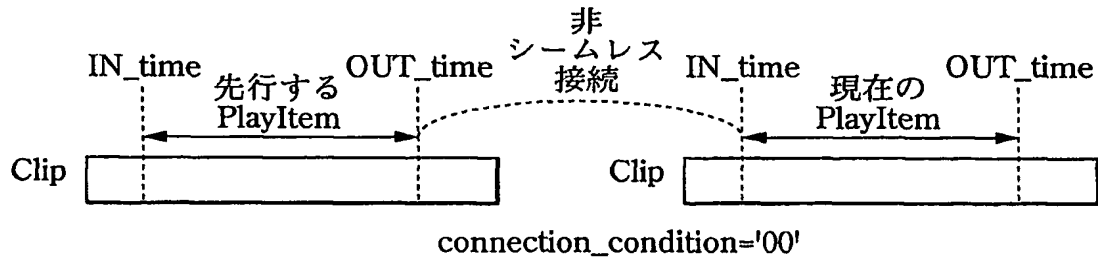 非
シームレス
接続
IN_time
OUT_time
IN_time
OUT_time
先行する
PlayItem
現在の
PlayItem
Clip
Clip
connection_condition='00'